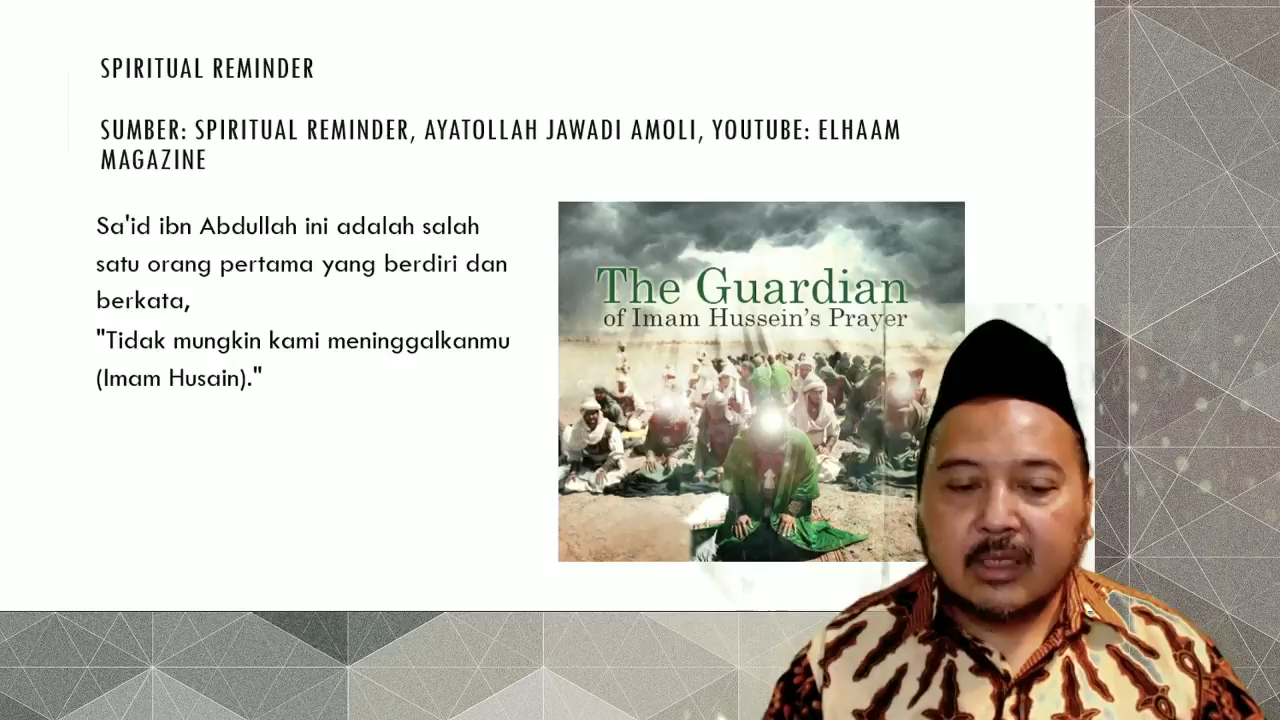 SPIRITUAL REMINDER
SUMBER: SPIRITUAL REMINDER, AYATOLLAH JAWADI AMOLI, YOUTUBE: ELHAAM
MAGAZINE
Sa'id ibn Abdullah ini adalah salah
satu orang pertama yang berdiri dan
berkata,
"Tidak mungkin kami meninggalkanmu
(Imam Husain)."
The Guardian
of Imam Hussein's Prayer